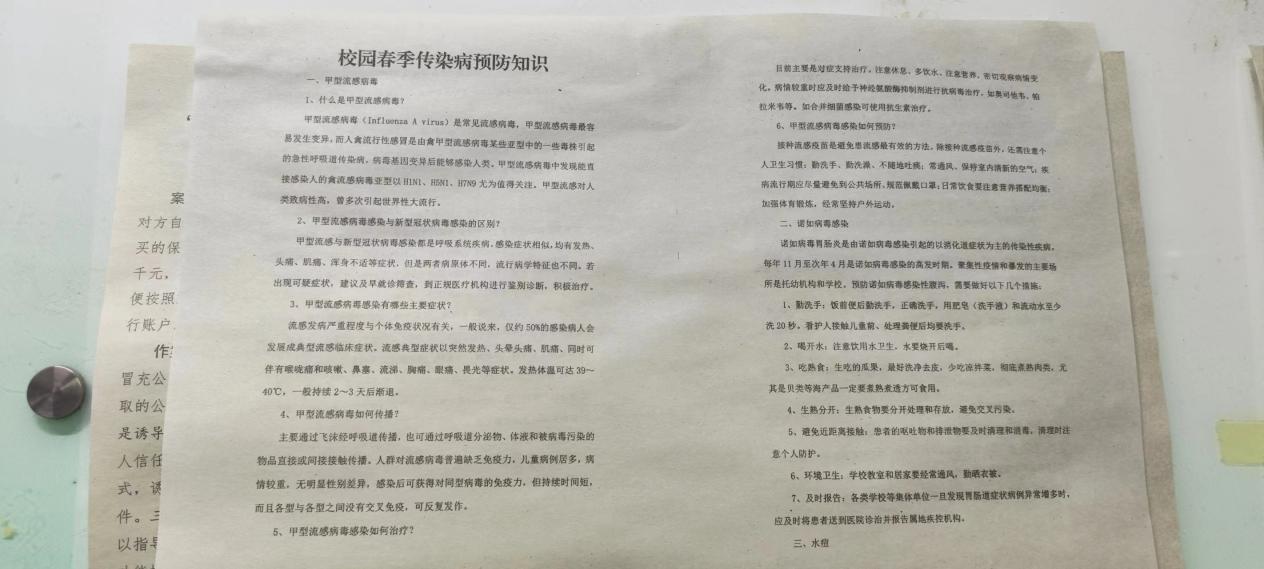 校园春季传染病预防知识
一、甲型流感病毒
1、什么是甲型流感病毒?
甲型流感病毒(Influenza A virus)是常见流感病毒,甲型流感病毒最容
易发生变异,而人禽流行性感冒是由禽甲型流感病毒某些亚型中的一些毒株引起
的急性呼吸道传染病,病毒基因变异后能够感染人类。甲型流感病毒中发现能直
接感染人的禽流感病毒亚型以 H1N1、H5N1、H7N9 尤为值得关注。甲型流感对人
类致病性高,曾多次引起世界性大流行。
2、甲型流感病毒感染与新型冠状病毒感染的区别?
甲型流感与新型冠状病毒感染都是呼吸系统疾病,感染症状相似,均有发热、
头痛、肌痛、浑身不适等症状,但是两者病原体不同,流行病学特征也不同。若
出现可疑症状,建议及早就诊筛查,到正规医疗机构进行鉴别诊断,积极治疗。
3、甲型流感病毒感染有哪些主要症状?
流感发病严重程度与个体免疫状况有关,一般说来,仅约 50%的感染病人会
发展成典型流感临床症状。流感典型症状以突然发热、头晕头痛、肌痛、同时可
伴有喉咙痛和咳嗽、鼻塞、流涕、胸痛、眼痛、畏光等症状。发热体温可达 39~
40℃,一般持续 2~3 天后渐退。
4、甲型流感病毒如何传播?
主要通过飞沫经呼吸道传播,也可通过呼吸道分泌物、体液和被病毒污染的
物品直接或间接接触传播。人群对流感病毒普遍缺乏免疫力,儿童病例居多,病
情较重,无明显性别差异,感染后可获得对同型病毒的免疫力,但持续时间短,
而且各型与各型之间没有交叉免疫,可反复发作。
5、甲型流感病毒感染如何治疗?
目前主要是对症支持治疗。注意休息、多饮水、注意营养,密切观察病情变
化。病情较重时应及时给予神经氨酸酶抑制剂进行抗病毒治疗,如奥司他韦、帕
拉米韦等。如合并细菌感染可使用抗生素治疗。
6、甲型流感病毒感染如何预防?
接种流感疫苗是避免患流感最有效的方法。除接种流感疫苗外,还需注意个
人卫生习惯:勤洗手、勤洗澡、不随地吐痰;常通风、保持室内清新的空气;疾
病流行期应尽量避免到公共场所,规范佩戴口罩;日常饮食要注意营养搭配均衡;
加强体育锻炼,经常坚持户外运动。
二、诺如病毒感染
诺如病毒胃肠炎是由诺如病毒感染引起的以消化道症状为主的传染性疾病。
每年 11 月至次年 4 月是诺如病毒感染的高发时期。聚集性疫情和暴发的主要场
所是托幼机构和学校。预防诺如病毒感染性腹泻,需要做好以下几个措施:
1、勤洗手:饭前便后勤洗手,正确洗手,用肥皂(洗手液)和流动水至少
洗 20 秒。看护人接触儿童前、处理粪便后均要洗手。
2、喝开水:注意饮用水卫生,水要烧开后喝。
3、吃熟食:生吃的瓜果,最好洗净去皮,少吃凉拌菜,彻底煮熟肉类,尤
其是贝类等海产品一定要煮熟煮透方可食用。
4、生熟分开:生熟食物要分开处理和存放,避免交叉污染。
5、避免近距离接触:患者的呕吐物和排泄物要及时清理和消毒,清理时注
意个人防护。
6、环境卫生:学校教室和居家要经常通风,勤晒衣被。
7、及时报告:各类学校等集体单位一旦发现胃肠道症状病例异常增多时,
应及时将患者送到医院诊治并报告属地疾控机构。
三、水痘
案
对方自
买的保
千元,
便按照
行账户
作案
冒充公
取的公
是诱导
人信任
式,诱
件。三
以指导